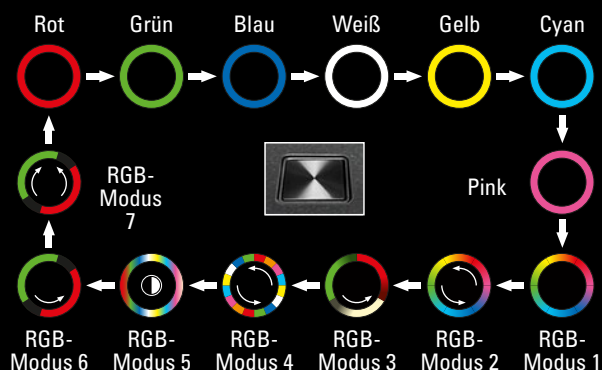 Rot
Grün
Blau
Weiß
Gelb
Cyan
Pink
RGB-
Modus
7
RGB-
Modus 6
RGB-
Modus 5
RGB-
Modus 4
RGB-
Modus 3
RGB-
Modus 2
RGB-
Modus 1